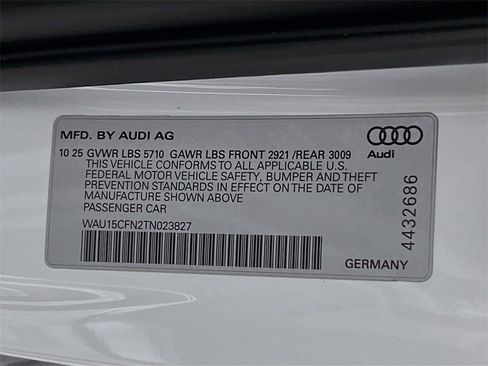 MFD. BY AUDI AG
10 25 GVWR LBS 5710 GAWR LBS FRONT 2921 /REAR 3009
THIS VEHICLE CONFORMS TO ALL APPLICABLE U.S.
FEDERAL MOTOR VEHICLE SAFETY, BUMPER AND THEFT
PREVENTION STANDARDS IN EFFECT ON THE DATE OF
MANUFACTURE SHOWN ABOVE
PASSENGER CAR
WAU15CFN2TN023827
Audi
4432686
GERMANY